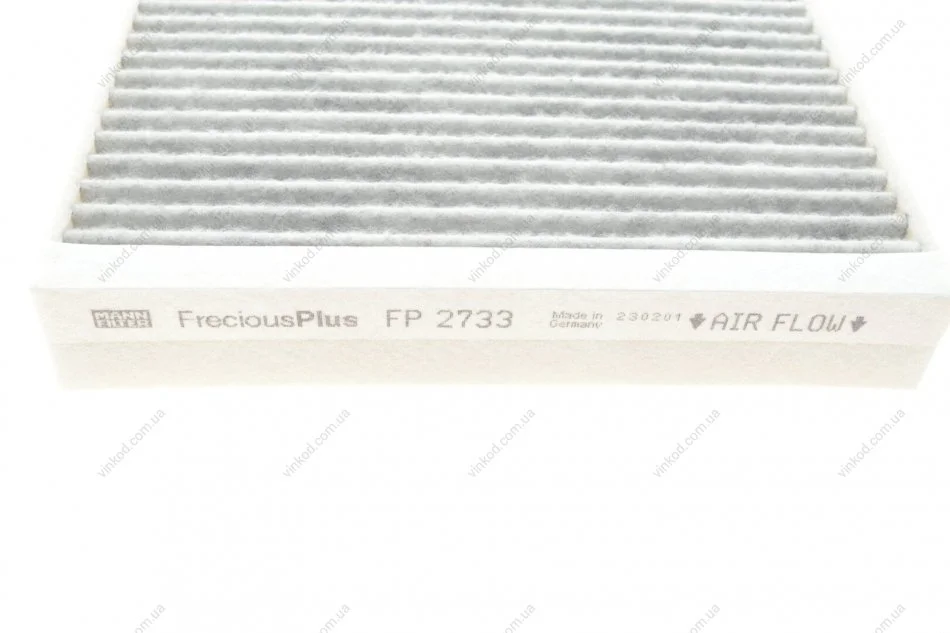 MANN
FILTER
FreciousPlus FP 2733
Made in
Germany
230201
AIR FLOW
vinkod.com.ua